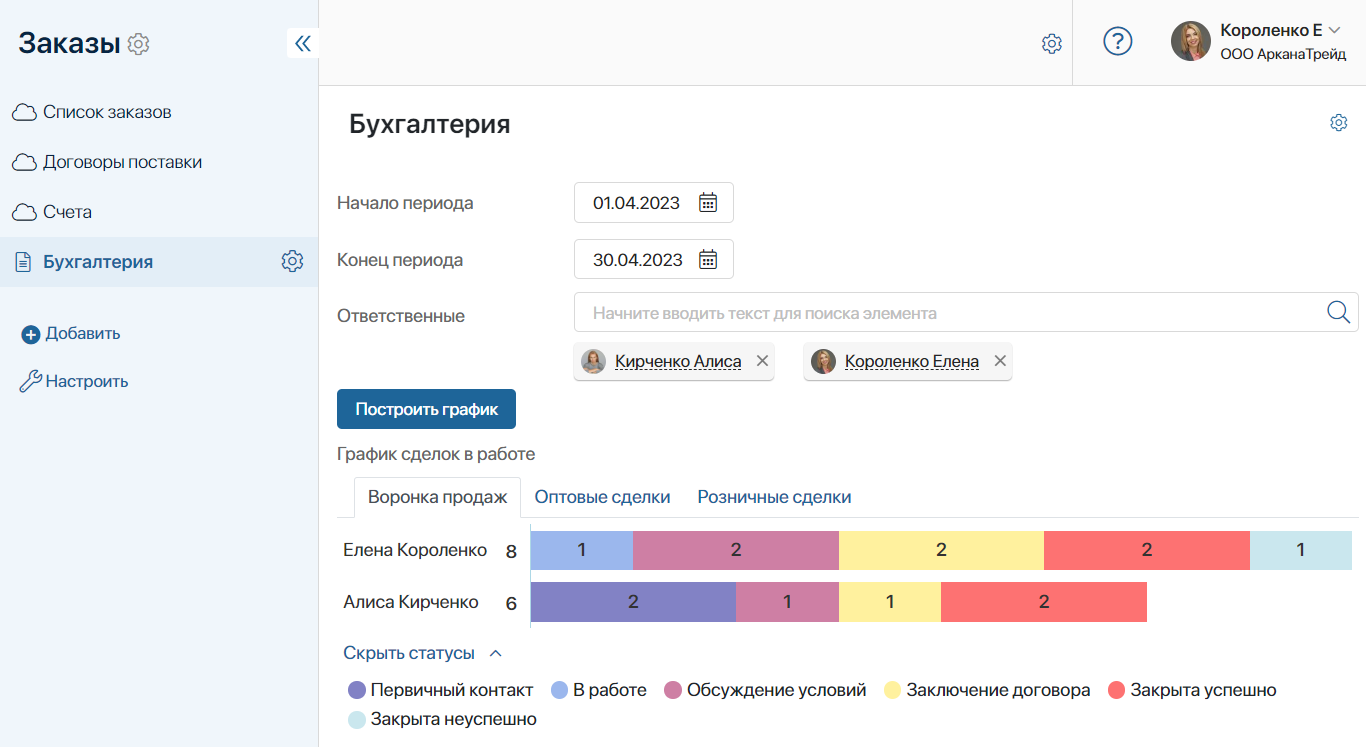 Заказы
Короленко Е
ООО АрканаТрейд
Список заказов
Договоры поставки
Счета
Бухгалтерия
Добавить
Настроить
Бухгалтерия
Начало периода 01.04.2023
Конец периода 30.04.2023
Ответственные Начните вводить текст для поиска элемента
Кирченко Алиса Короленко Елена
Построить график
График сделок в работе
Воронка продаж Оптовые сделки Розничные сделки
Елена Короленко 8 1 2 2 2 1
Алиса Кирченко 6 2 1 1 2
Скрыть статусы
Первичный контакт В работе Обсуждение условий Заключение договора Закрыта успешно
Закрыта неуспешно